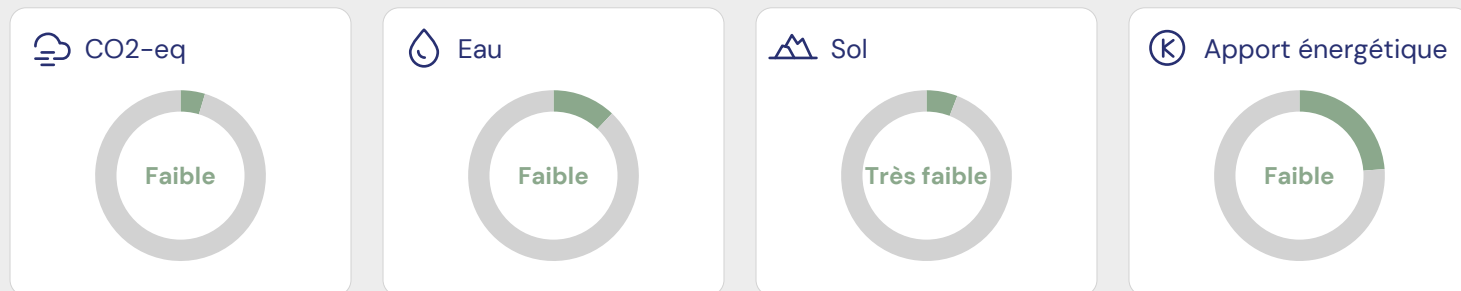 CO2-eq
Faible
Eau
Faible
Sol
Très faible
Apport énergétique
Faible